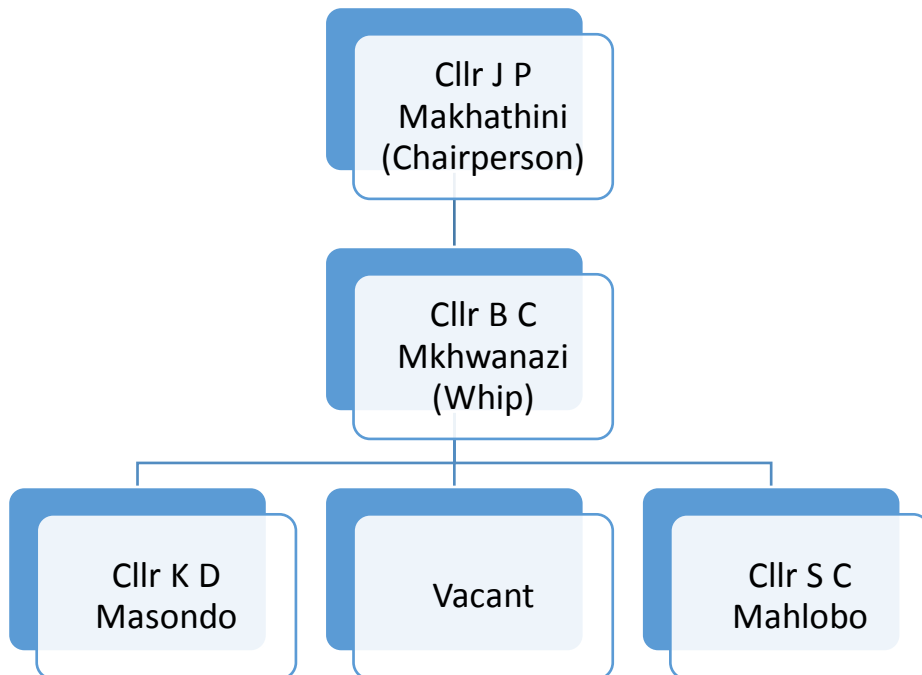 Cllr J P
Makhathini
(Chairperson)
Cllr B C
Mkhwanazi
(Whip)
Cllr K D
Masondo
Vacant
Cllr S C
Mahlobo